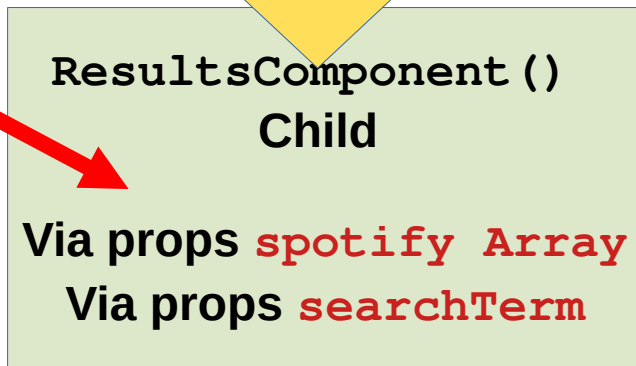 ResultsComponent()
Child
Via props spotify Array
Via props searchTerm